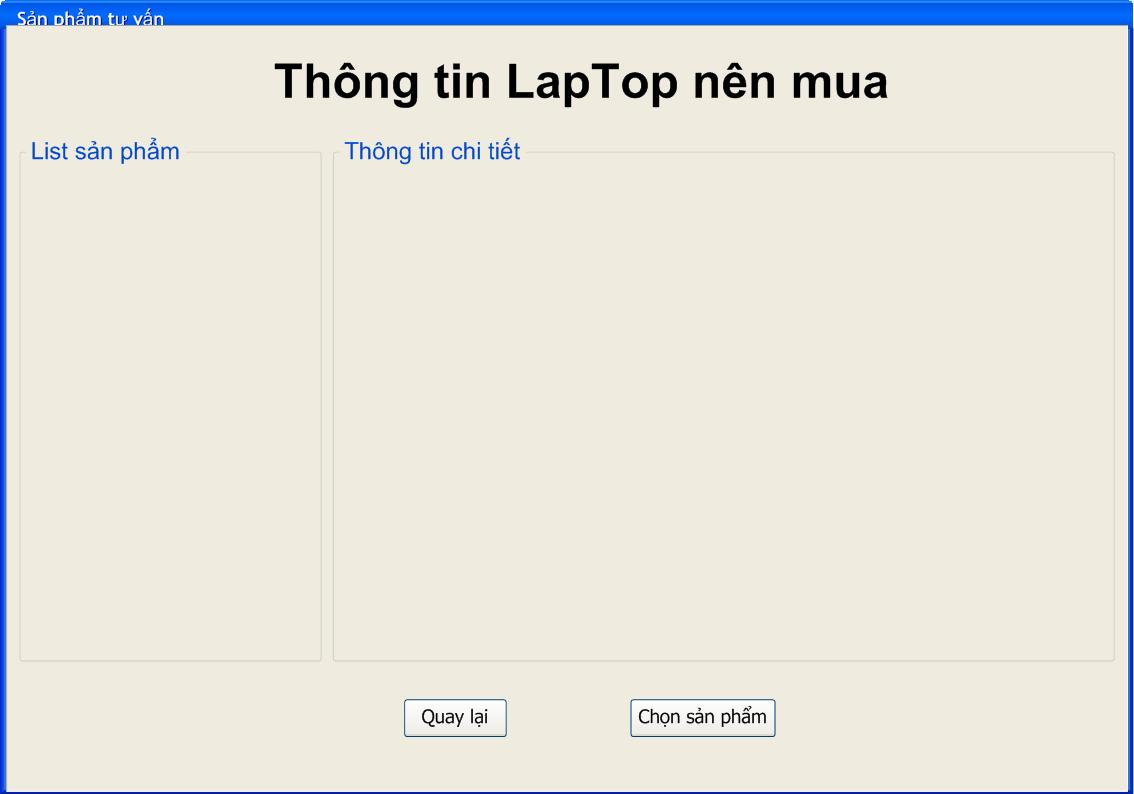 Sản phẩm tư vấn
Thông tin LapTop nên mua
List sản phẩm
Thông tin chi tiết
Quay lại
Chọn sản phẩm